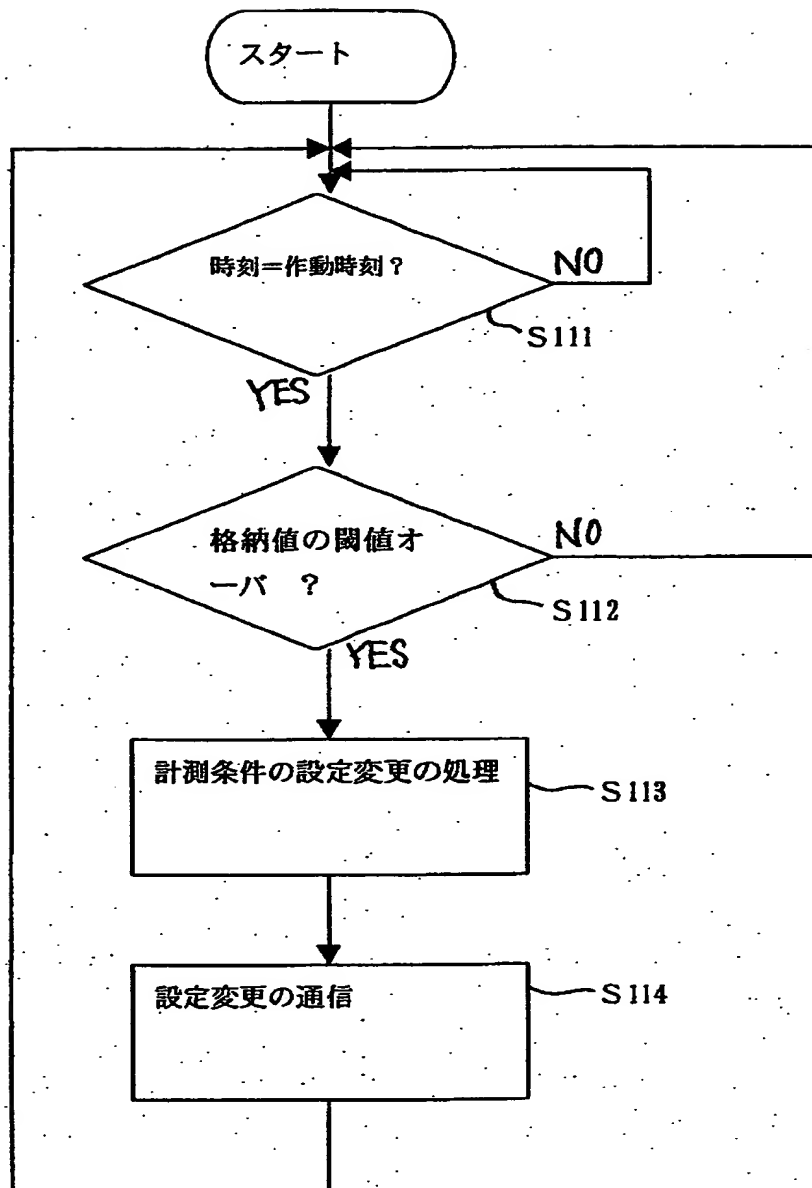 スタート
時刻=作動時刻?
NO
S111
YES
格納値の閾値オ
ーバ ?
NO
S112
YES
計測条件の設定変更の処理
S113
設定変更の通信
S114